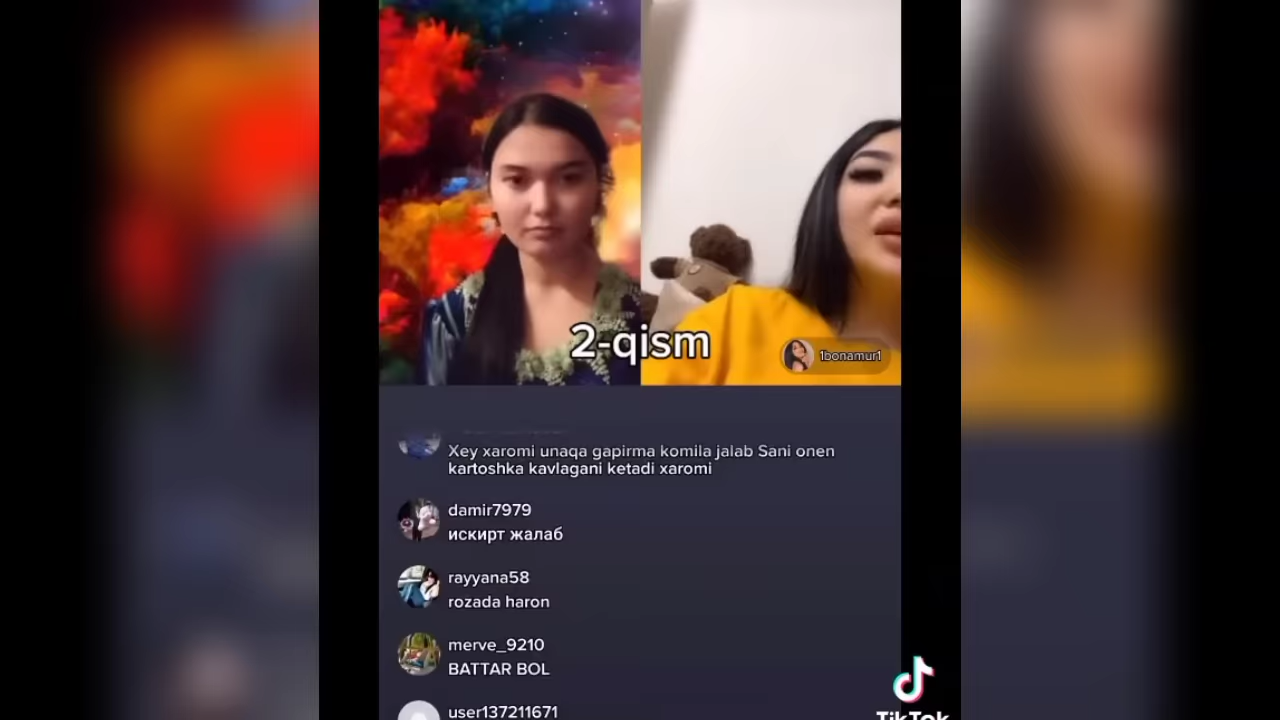 2-qism
1bonamur1
Xey xaromi unaqa gapirma komila jalab Sani onen
kartoshka kavlagani ketadi xaromi
damir7979
искирт жалаб
rayyana58
rozada haron
merve_9210
BATTAR BOL
user137211671
TikTok